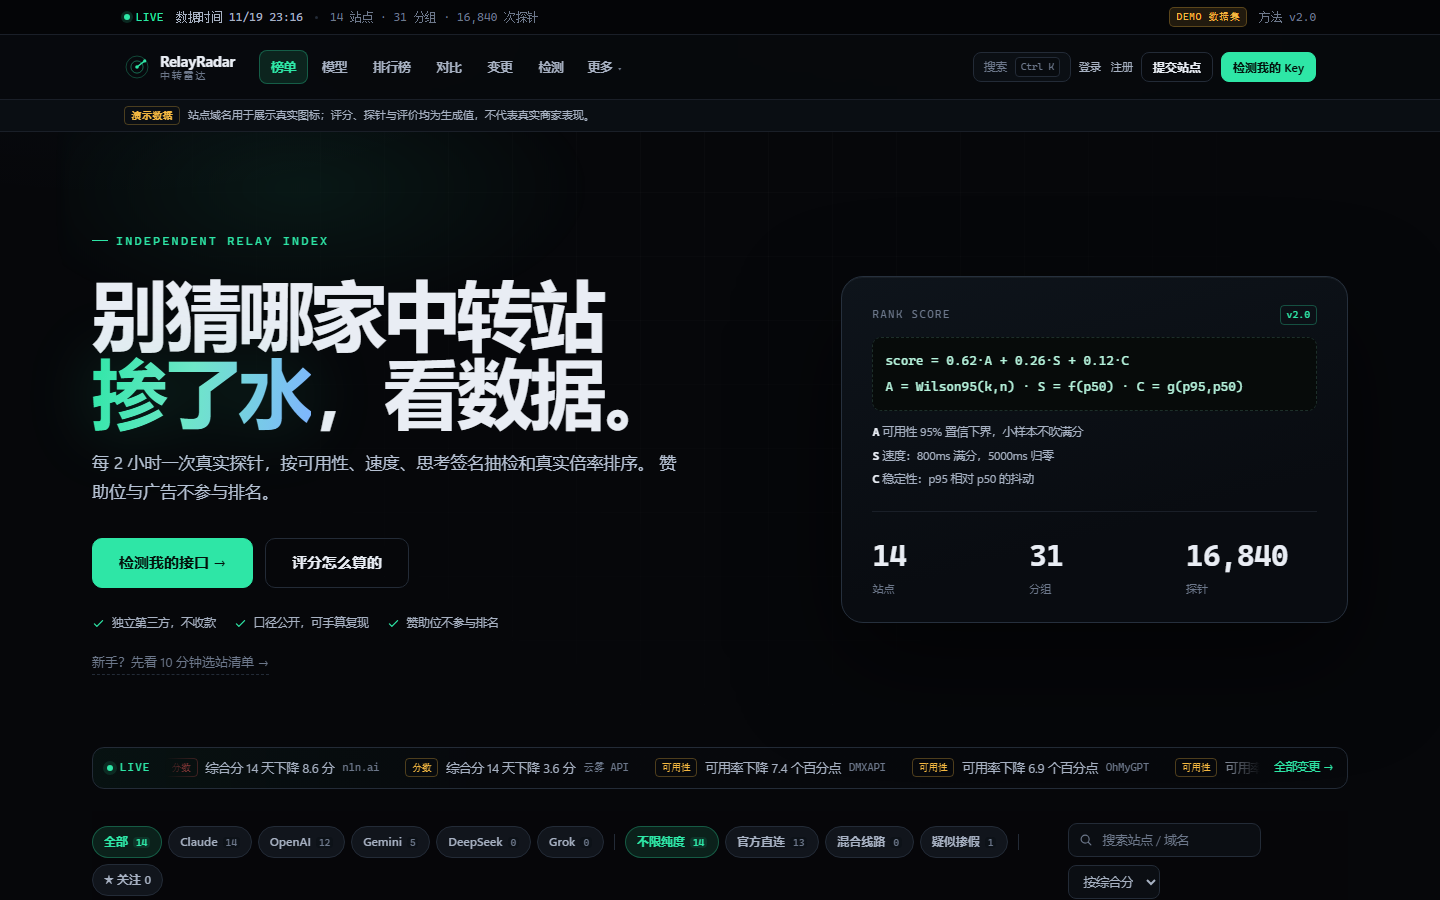 LIVE 数据时间 11/19 23:16 · 14 站点 · 31 分组 · 16,840 次探针
DEMO 数据集 方法 v2.0
RelayRadar
中转雷达
榜单 模型 排行榜 对比 变更 检测 更多
搜索 Ctrl K 登录 注册 提交站点 检测我的 Key
演示数据 站点域名用于展示真实图标；评分、探针与评价均为生成值，不代表真实商家表现。
INDEPENDENT RELAY INDEX
别猜哪家中转站
掺了水，看数据。
每 2 小时一次真实探针，按可用性、速度、思考签名抽检和真实倍率排序。 赞
助位与广告不参与排名。
检测我的接口 →
评分怎么算的
✓ 独立第三方，不收款 ✓ 口径公开，可手算复现 ✓ 赞助位不参与排名
新手？先看 10 分钟选站清单 →
RANK SCORE
v2.0
score = 0.62·A + 0.26·S + 0.12·C
A = Wilson95(k,n) · S = f(p50) · C = g(p95,p50)
A 可用性 95% 置信下界，小样本不吹满分
S 速度：800ms 满分，5000ms 归零
C 稳定性：p95 相对 p50 的抖动
14 31 16,840
站点 分组 探针
LIVE 分数 综合分 14 天下降 8.6 分 nln.ai 分数 综合分 14 天下降 3.6 分 云雾 API 可用性 可用率下降 7.4 个百分点 DMXAPI 可用性 可用率下降 6.9 个百分点 OhMyGPT 可用性 可用 全部变更 →
全部 14 Claude 14 OpenAI 12 Gemini 5 DeepSeek 0 Grok 0 不限纯度 14 官方直连 13 混合线路 0 疑似掺假 1
搜索站点 / 域名
★ 关注 0
按综合分